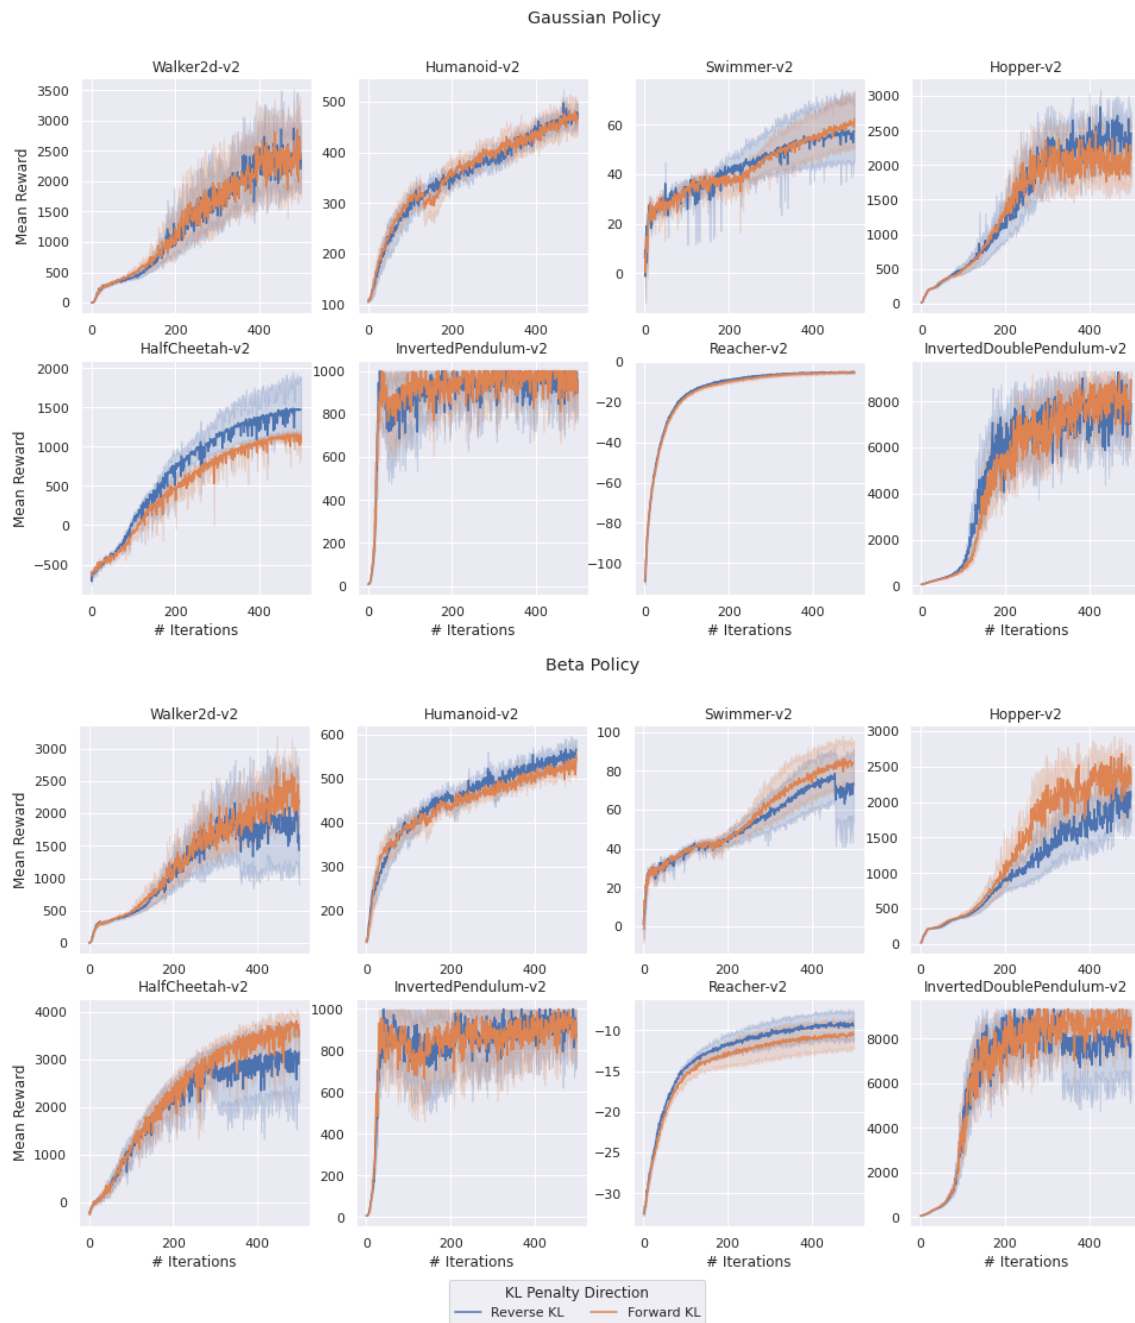 Gaussian Policy
Walker2d-v2 Humanoid-v2 Swimmer-v2 Hopper-v2
Mean Reward
3500
3000
2500
2000
1500
1000
500
0
0 200 400
500
400
300
200
100
0 200 400
60
40
20
0
0 200 400
3000
2500
2000
1500
1000
500
0
0 200 400
HalfCheetah-v2 InvertedPendulum-v2 Reacher-v2 InvertedDoublePendulum-v2
Mean Reward
2000
1500
1000
500
0
−500
0 200 400
# Iterations
1000
800
600
400
200
0
0 200 400
# Iterations
0
−20
−40
−60
−80
−100
0 200 400
# Iterations
8000
6000
4000
2000
0
0 200 400
# Iterations
Beta Policy
Walker2d-v2 Humanoid-v2 Swimmer-v2 Hopper-v2
Mean Reward
3000
2500
2000
1500
1000
500
0
0 200 400
600
500
400
300
200
0 200 400
100
80
60
40
20
0
0 200 400
3000
2500
2000
1500
1000
500
0
0 200 400
HalfCheetah-v2 InvertedPendulum-v2 Reacher-v2 InvertedDoublePendulum-v2
Mean Reward
4000
3000
2000
1000
0
0 200 400
# Iterations
1000
800
600
400
200
0
0 200 400
# Iterations
−10
−15
−20
−25
−30
0 200 400
# Iterations
8000
6000
4000
2000
0
0 200 400
# Iterations
KL Penalty Direction
Reverse KL Forward KL